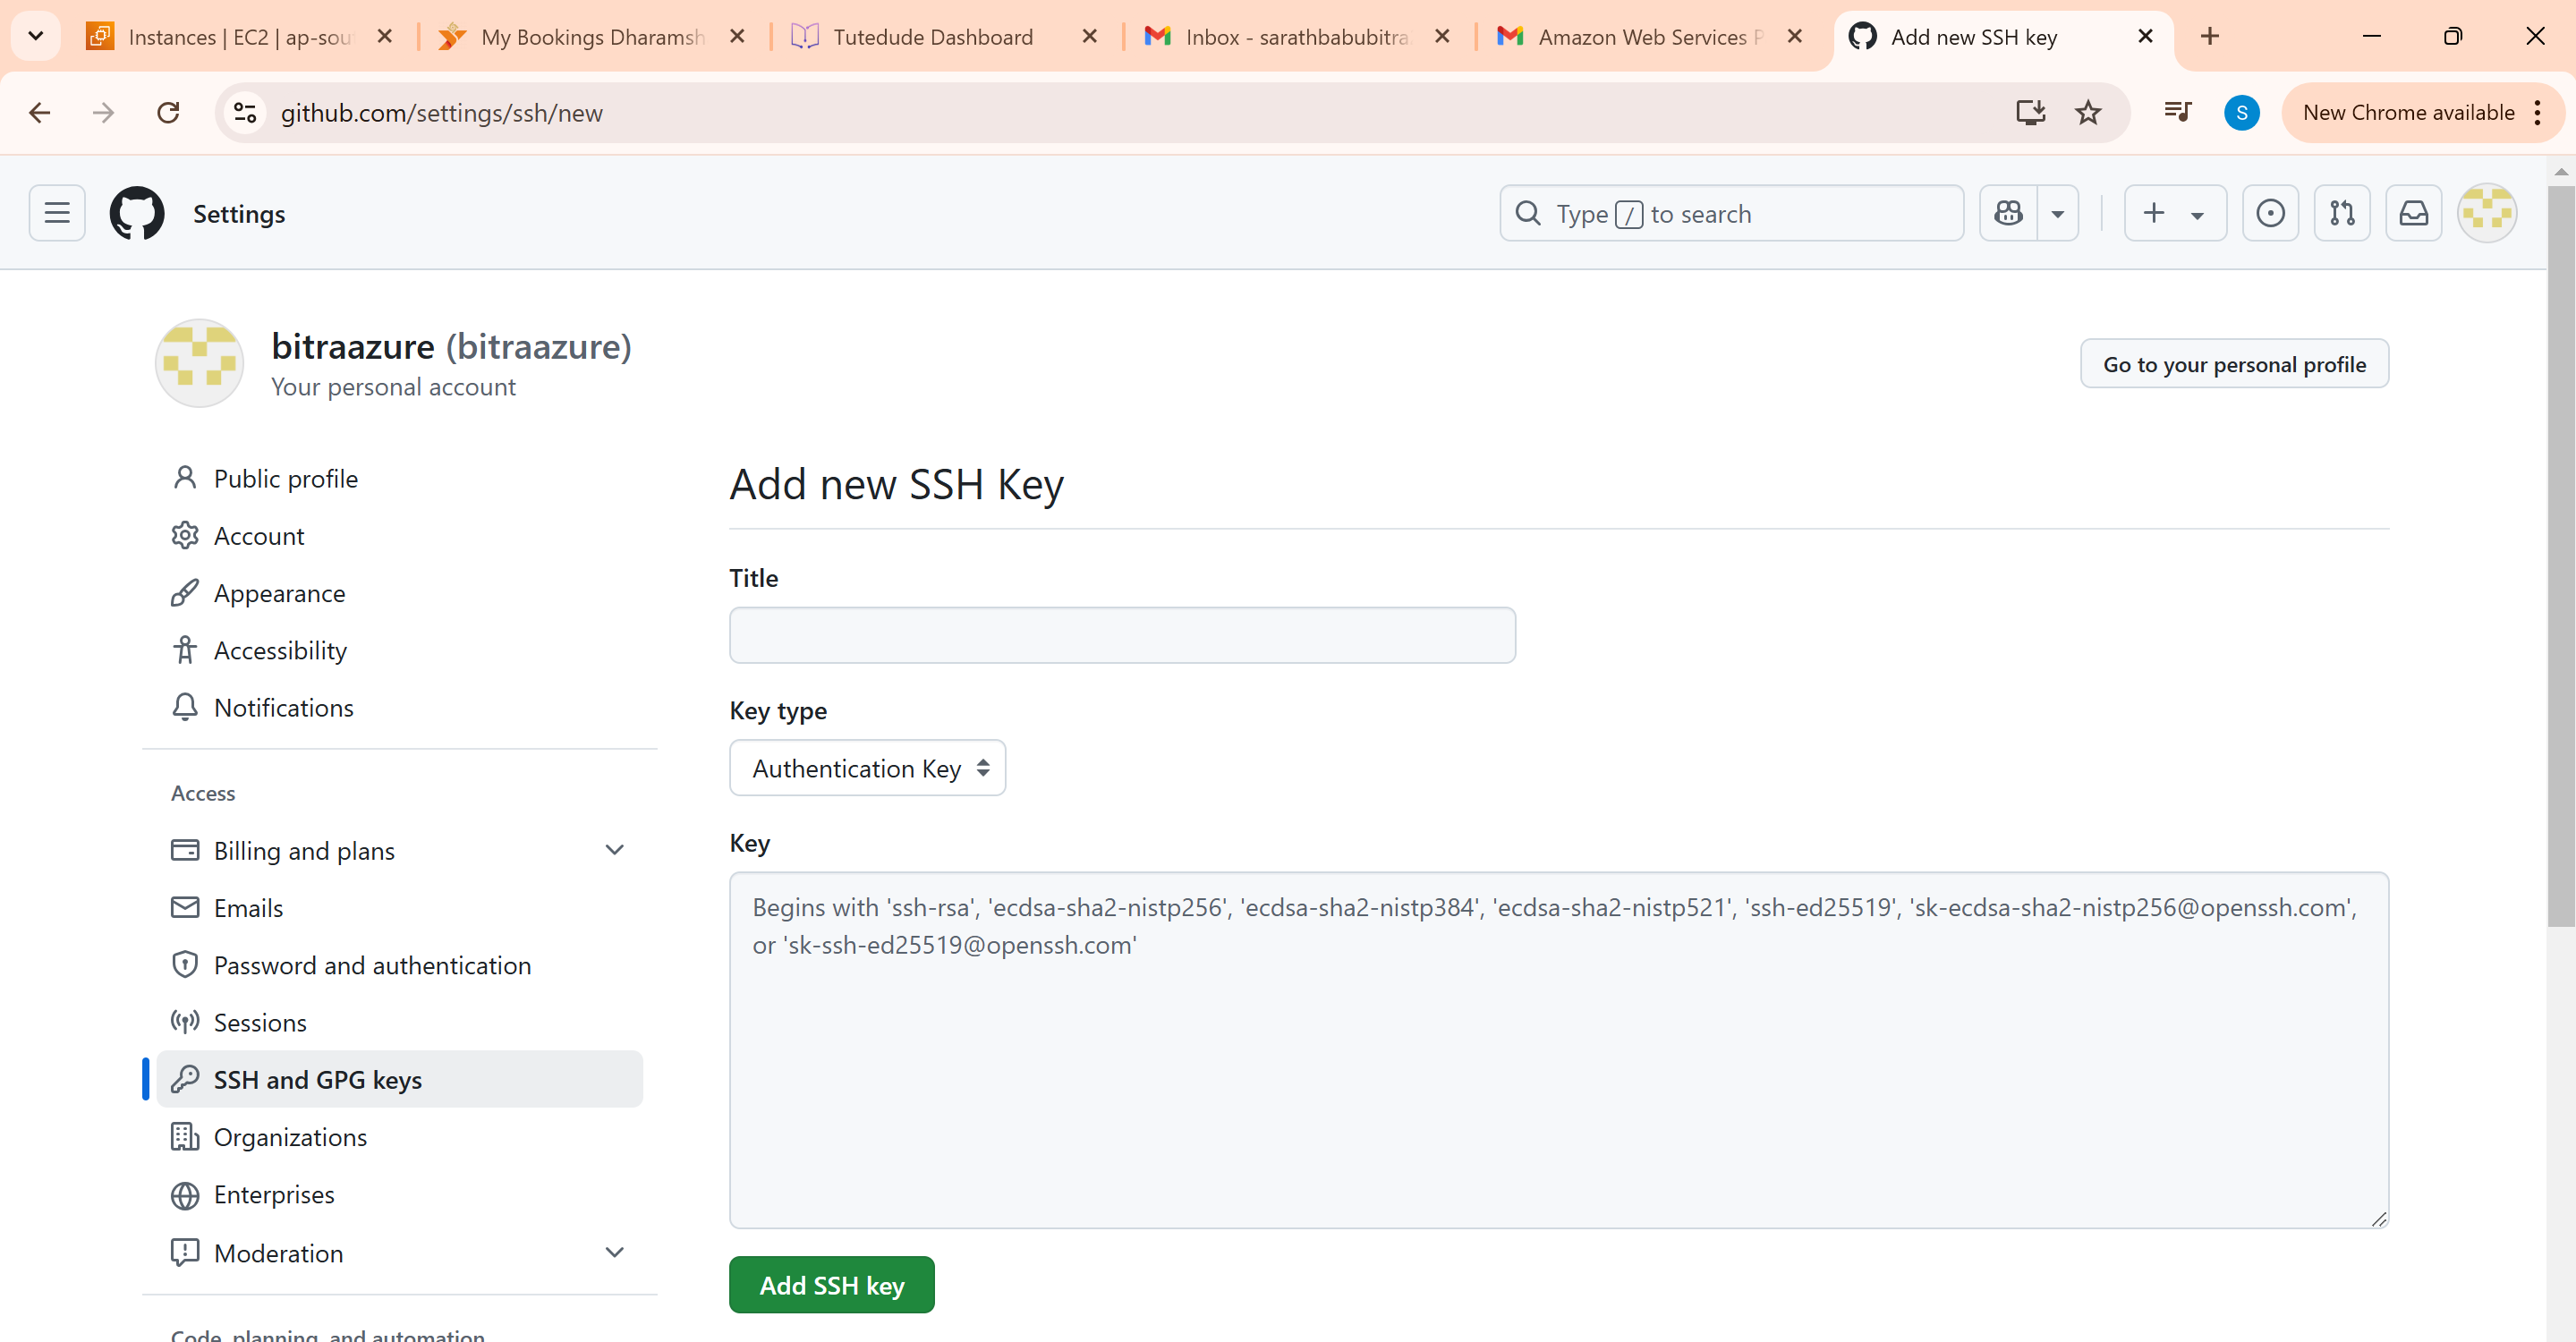 Instances | EC2 | ap-sou
My Bookings Dharamsh
Tutedude Dashboard
Inbox - sarathbabubitra
Amazon Web Services P
Add new SSH key
github.com/settings/ssh/new
S
New Chrome available
Settings
Type / to search
bitraazure (bitraazure)
Your personal account
Go to your personal profile
Public profile
Account
Appearance
Accessibility
Notifications
Access
Billing and plans
Emails
Password and authentication
Sessions
SSH and GPG keys
Organizations
Enterprises
Moderation
Code, planning, and automation
Add new SSH Key
Title
Key type
Authentication Key
Key
Begins with 'ssh-rsa', 'ecdsa-sha2-nistp256', 'ecdsa-sha2-nistp384', 'ecdsa-sha2-nistp521', 'ssh-ed25519', 'sk-ecdsa-sha2-nistp256@openssh.com',
or 'sk-ssh-ed25519@openssh.com'
Add SSH key